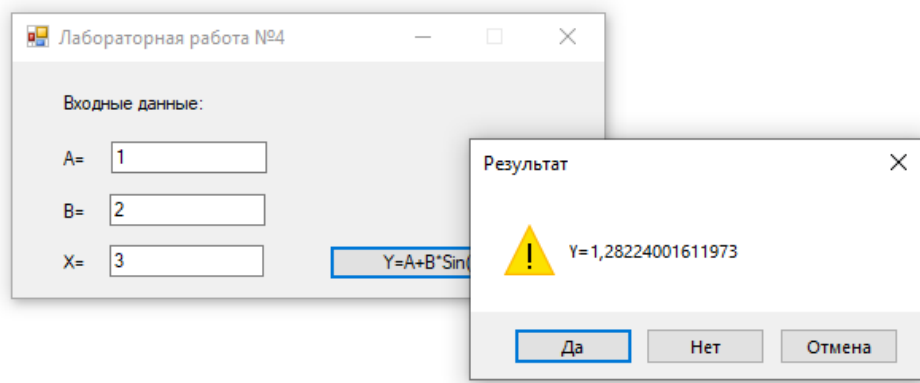 Лабораторная работа №4
Входные данные:
A= 1
B= 2
X= 3
Y=A+B*Sin(
Результат
Y=1,28224001611973
Да Нет Отмена